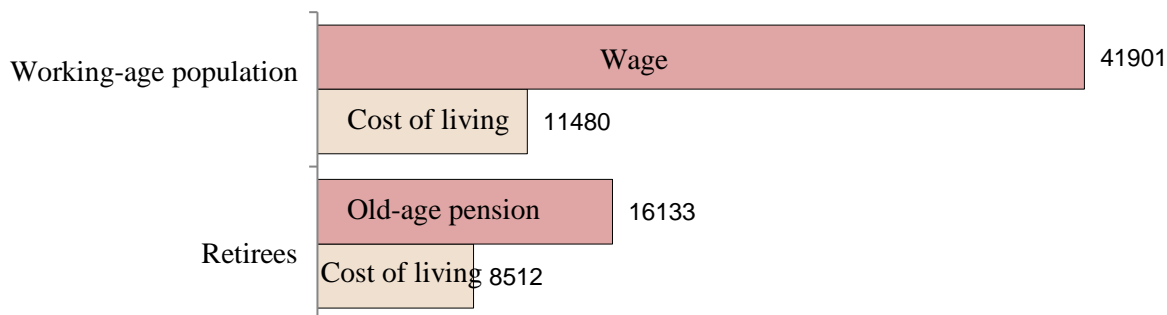 Wage 41901
Working-age population
Cost of living 11480
Old-age pension 16133
Retirees
Cost of living 8512